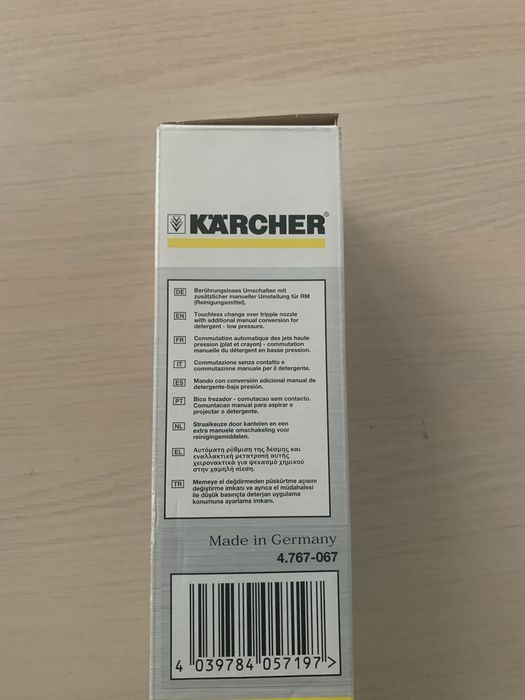 KÄRCHER®
DE Berührungsloses Umschalten mit
zusätzlicher manueller Umstellung für RM
(Reinigungsmittel).
EN Touchless change over tripple nozzle
with additional manual conversion for
detergent - low pressure.
FR Commutation automatique des jets haute
pression (plat et crayon) - commutation
manuelle du détergent en basse pression.
IT Commutazione senza contatto e
commutazione manuale per il detergente.
ES Mando con conversión adicional manual de
detergente-baja presión.
PT Bico frezador - comutacao sem contacto.
Comuntacao manual para aspirar e
projectar o detergente.
NL Straalkeuze door kantelen en een
extra manuele omschakeling voor
reinigingsmiddelen.
EL Αυτόματη ρύθμιση της δέσμης και
εναλλακτική μετατροπή αυτής
χειρονακτικά για ψεκασμό χημικού
στην χαμηλή πίεση.
TR Memeye el değdirmeden püskürtme açısını
değiştirme imkanı ve ayrıca el müdahalesi
ile düşük basınçta deterjan uygulama
konumuna ayarlama imkanı.
Made in Germany
4.767-067
4 039784 057197 >